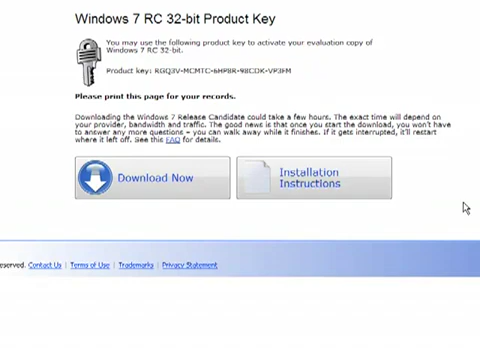 Windows 7 RC 32-bit Product Key
You may use the following product key to activate your evaluation copy of
Windows 7 RC 32-bit.
Product key:
Please print this page for your records.
Downloading the Windows 7 Release Candidate could take a few hours. The exact time will depend on
your provider, bandwidth and traffic. The good news is that once you start the download, you won't have
to answer any more questions – you can walk away while it finishes. If it gets interrupted, it'll restart
where it left off. See this FAQ for details.
Download Now
Installation
Instructions
eserved. Contact Us | Terms of Use | Trademarks | Privacy Statement